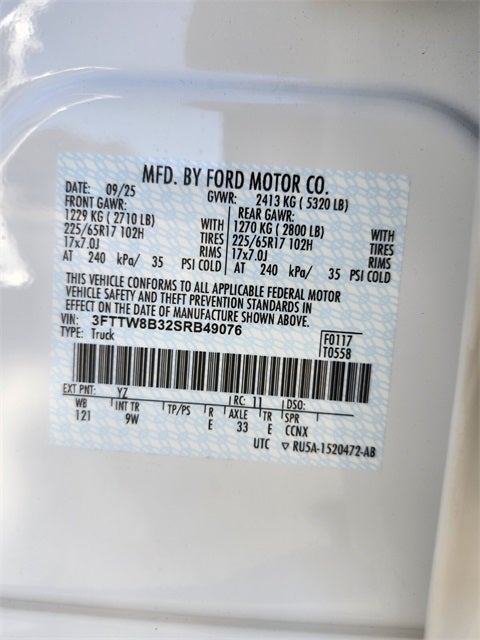 MFD. BY FORD MOTOR CO.
DATE: 09/25 GVWR: 2413 KG ( 5320 LB)
FRONT GAWR: REAR GAWR:
1229 KG ( 2710 LB) WITH 1270 KG ( 2800 LB) WITH
225/65R17 102H TIRES 225/65R17 102H TIRES
17x7.0J RIMS 17x7.0J RIMS
AT 240 kPa/ 35 PSI COLD AT 240 kPa/ 35 PSI COLD
THIS VEHICLE CONFORMS TO ALL APPLICABLE FEDERAL MOTOR
VEHICLE SAFETY AND THEFT PREVENTION STANDARDS IN
EFFECT ON THE DATE OF MANUFACTURE SHOWN ABOVE.
VIN: 3FTTW8B32SRB49076 F0117
TYPE: Truck T0558
EXT PNT: YZ RC: 11 DSO:
WB INT TR TP/PS R AXLE TR SPR
121 9W E 33 E CCNX
UTC ▽ RU5A-1520472-AB